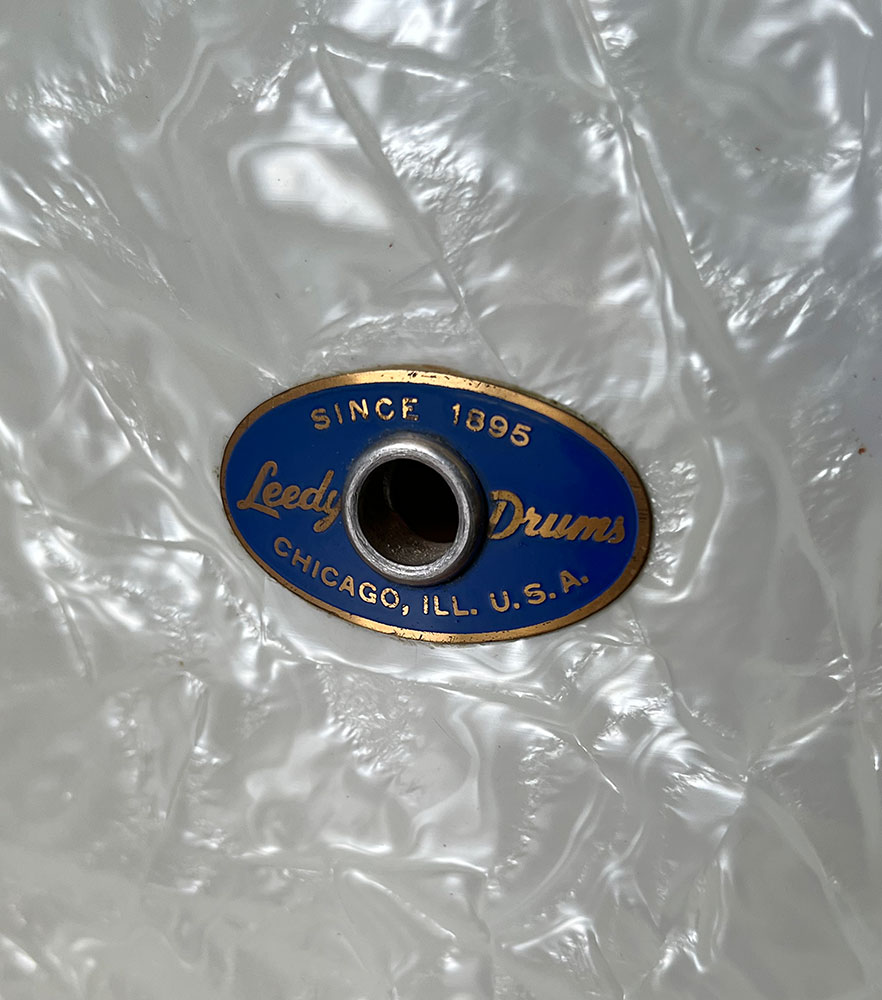 SINCE 1895
Leedy Drums
CHICAGO, ILL. U.S.A.